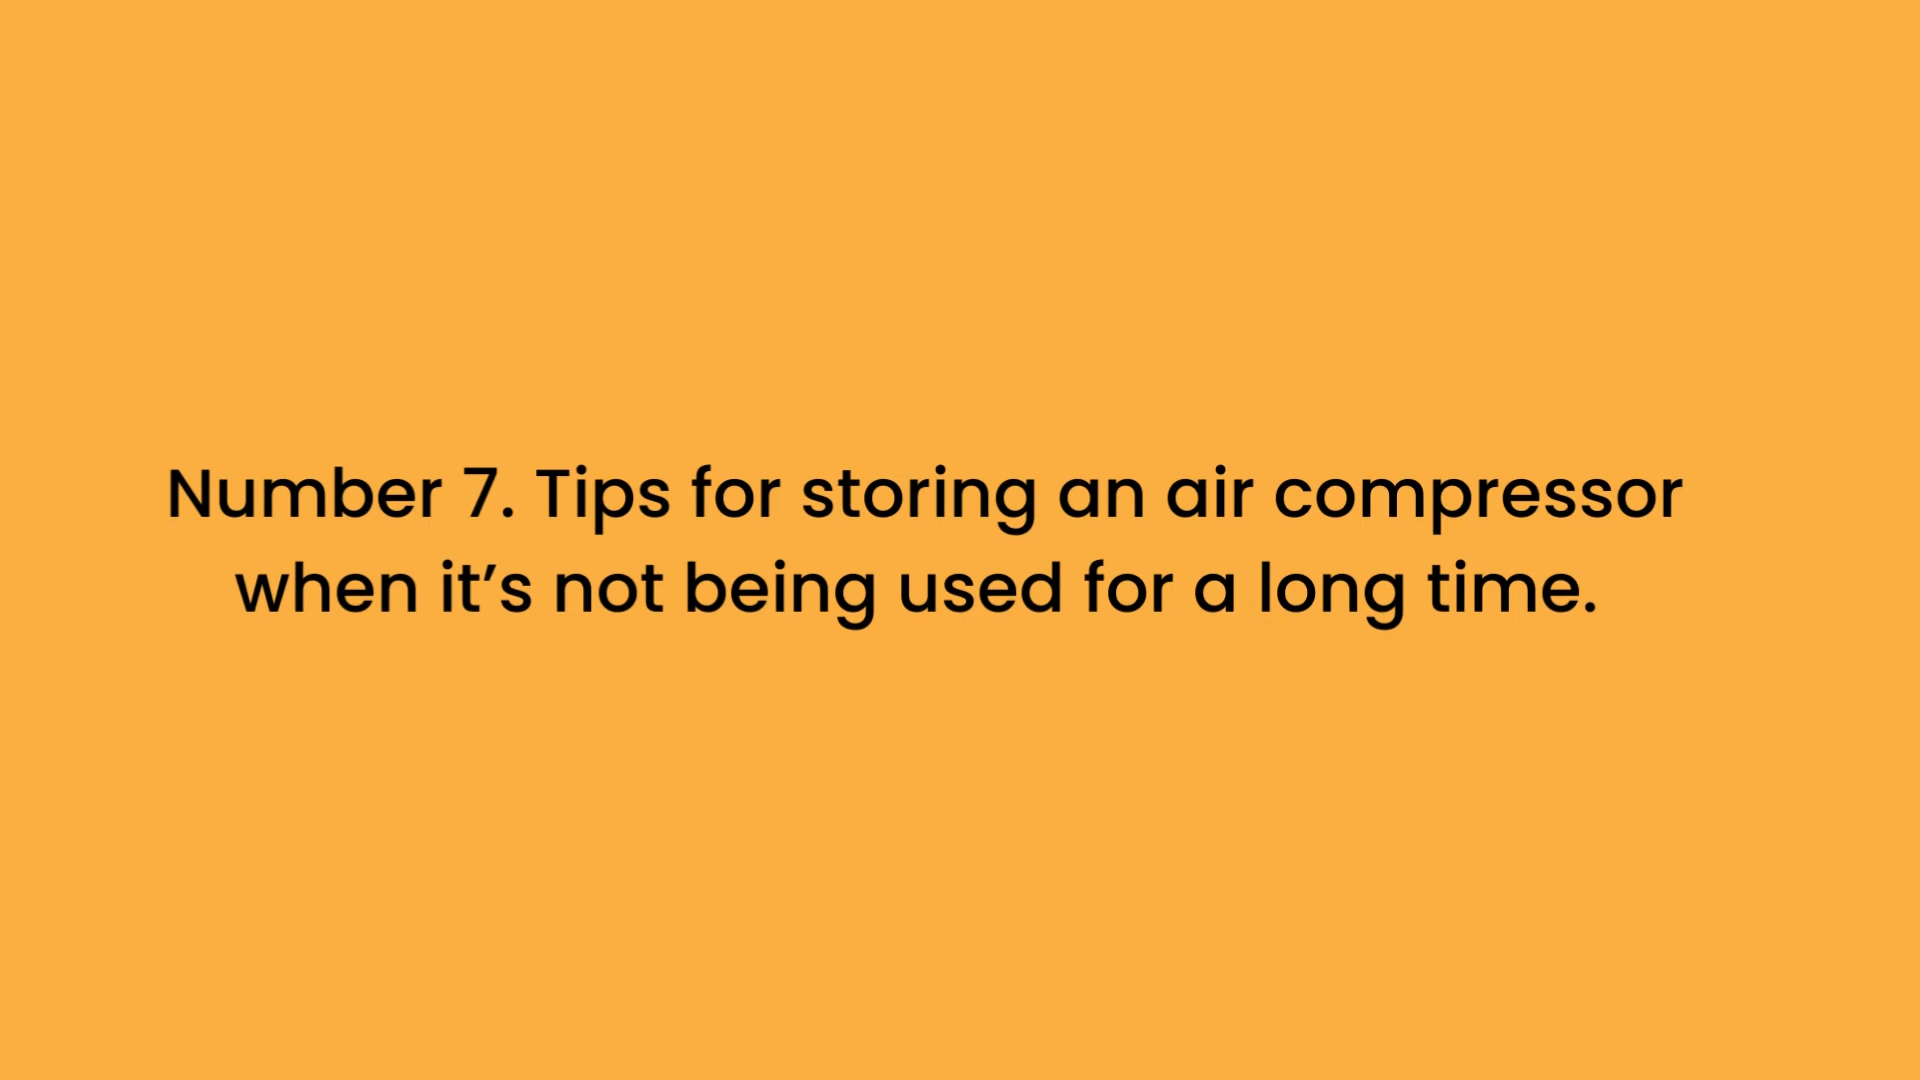 Number 7. Tips for storing an air compressor
when it’s not being used for a long time.